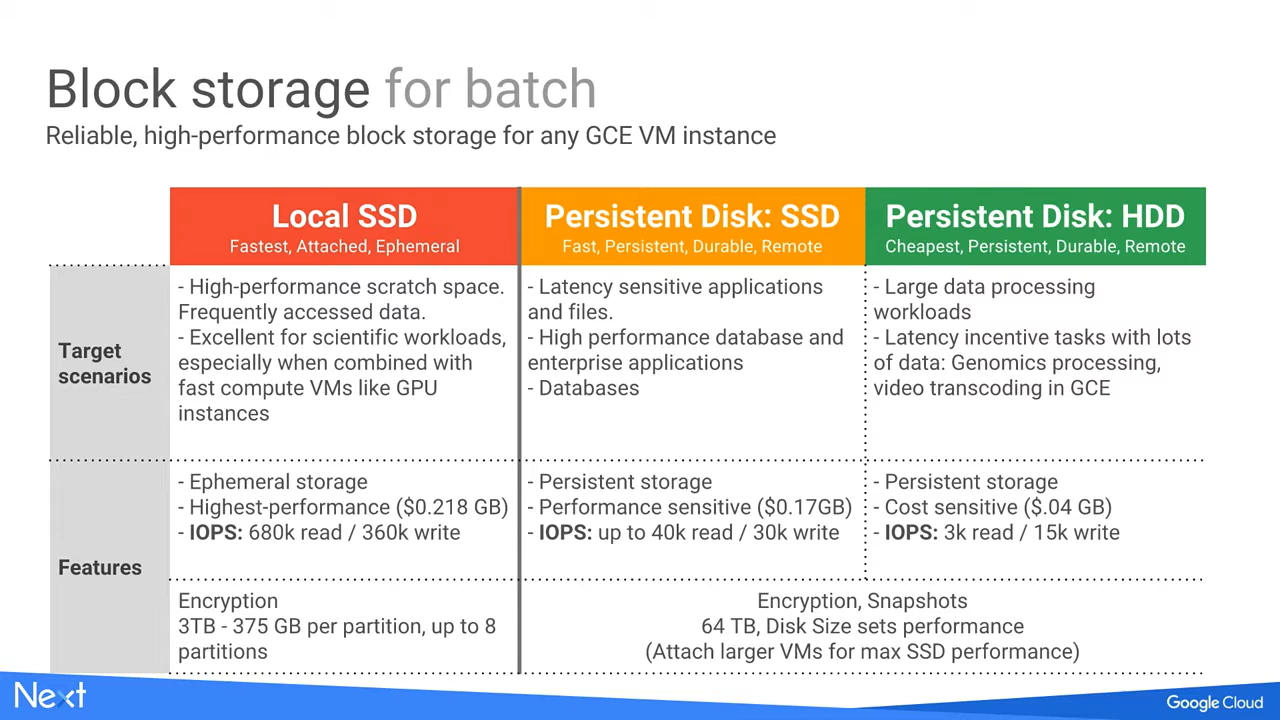 Block storage for batch
Reliable, high-performance block storage for any GCE VM instance
Local SSD
Fastest, Attached, Ephemeral
Persistent Disk: SSD
Fast, Persistent, Durable, Remote
Persistent Disk: HDD
Cheapest, Persistent, Durable, Remote
Target
scenarios
- High-performance scratch space.
Frequently accessed data.
- Excellent for scientific workloads,
especially when combined with
fast compute VMs like GPU
instances
- Latency sensitive applications
and files.
- High performance database and
enterprise applications
- Databases
- Large data processing
workloads
- Latency incentive tasks with lots
of data: Genomics processing,
video transcoding in GCE
Features
- Ephemeral storage
- Highest-performance ($0.218 GB)
- IOPS: 680k read / 360k write
- Persistent storage
- Performance sensitive ($0.17GB)
- IOPS: up to 40k read / 30k write
- Persistent storage
- Cost sensitive ($.04 GB)
- IOPS: 3k read / 15k write
Encryption
3TB - 375 GB per partition, up to 8
partitions
Encryption, Snapshots
64 TB, Disk Size sets performance
(Attach larger VMs for max SSD performance)
Next
Google Cloud